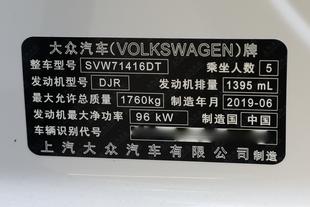 大众汽车(VOLKSWAGEN)牌
整车型号 SVW71416DT 乘坐人数 5
发动机型号 DJR 发动机排量 1395 mL
最大允许总质量 1760kg 制造年月 2019-06
发动机最大净功率 96 kW 制造国 中国
车辆识别代号
上汽大众汽车有限公司制造